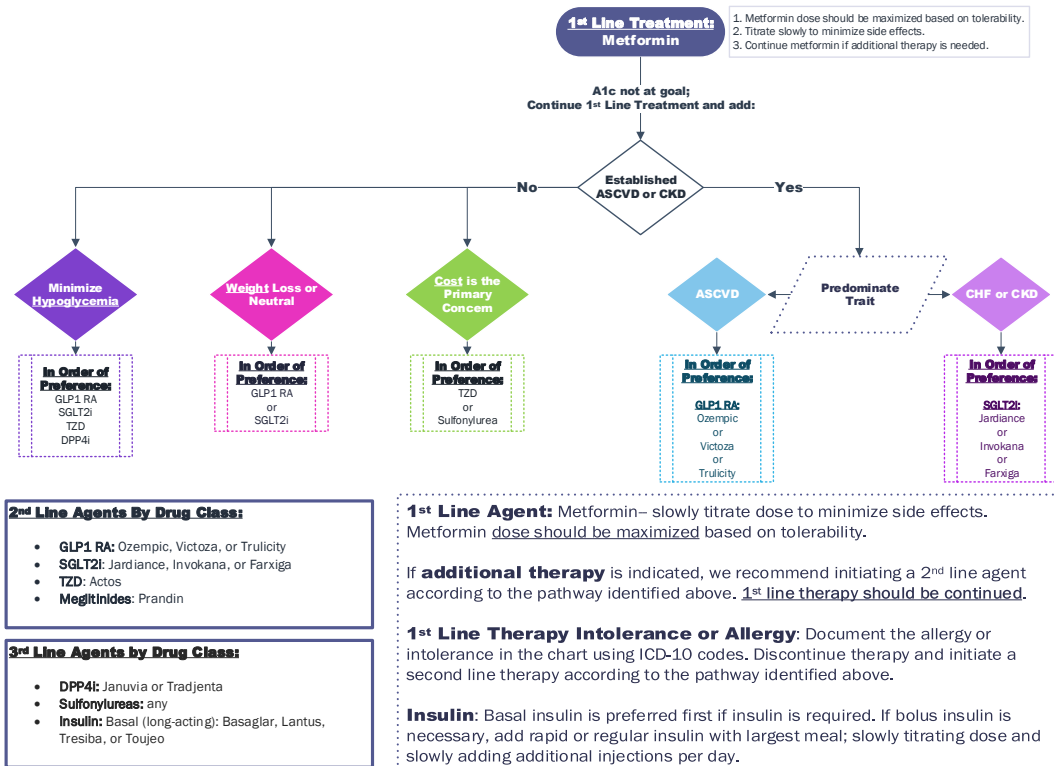 1st Line Treatment:
Metformin
1. Metformin dose should be maximized based on tolerability.
2. Titrate slowly to minimize side effects.
3. Continue metformin if additional therapy is needed.
A1c not at goal;
Continue 1st Line Treatment and add:
Established
ASCVD or CKD
No
Yes
Minimize
Hypoglycemia
Weight Loss or
Neutral
Cost is the
Primary
Concern
ASCVD
Predominate
Trait
CHF or CKD
In Order of
Preference:
GLP1 RA
SGLT2i
TZD
DPP4i
In Order of
Preference:
GLP1 RA
or
SGLT2i
In Order of
Preference:
TZD
or
Sulfonylurea
In Order of
Preference:
GLP1 RA:
Ozempic
or
Victoza
or
Trulicity
In Order of
Preference:
SGLT2I:
Jardiance
or
Invokana
or
Farxiga
2nd Line Agents By Drug Class:
• GLP1 RA: Ozempic, Victoza, or Trulicity
• SGLT2I: Jardiance, Invokana, or Farxiga
• TZD: Actos
• Meglitinides: Prandin
3rd Line Agents by Drug Class:
• DPP4I: Januvia or Tradjenta
• Sulfonylureas: any
• Insulin: Basal (long-acting): Basaglar, Lantus,
Tresiba, or Toujeo
1st Line Agent: Metformin– slowly titrate dose to minimize side effects.
Metformin dose should be maximized based on tolerability.
If additional therapy is indicated, we recommend initiating a 2nd line agent
according to the pathway identified above. 1st line therapy should be continued.
1st Line Therapy Intolerance or Allergy: Document the allergy or
intolerance in the chart using ICD-10 codes. Discontinue therapy and initiate a
second line therapy according to the pathway identified above.
Insulin: Basal insulin is preferred first if insulin is required. If bolus insulin is
necessary, add rapid or regular insulin with largest meal; slowly titrating dose and
slowly adding additional injections per day.